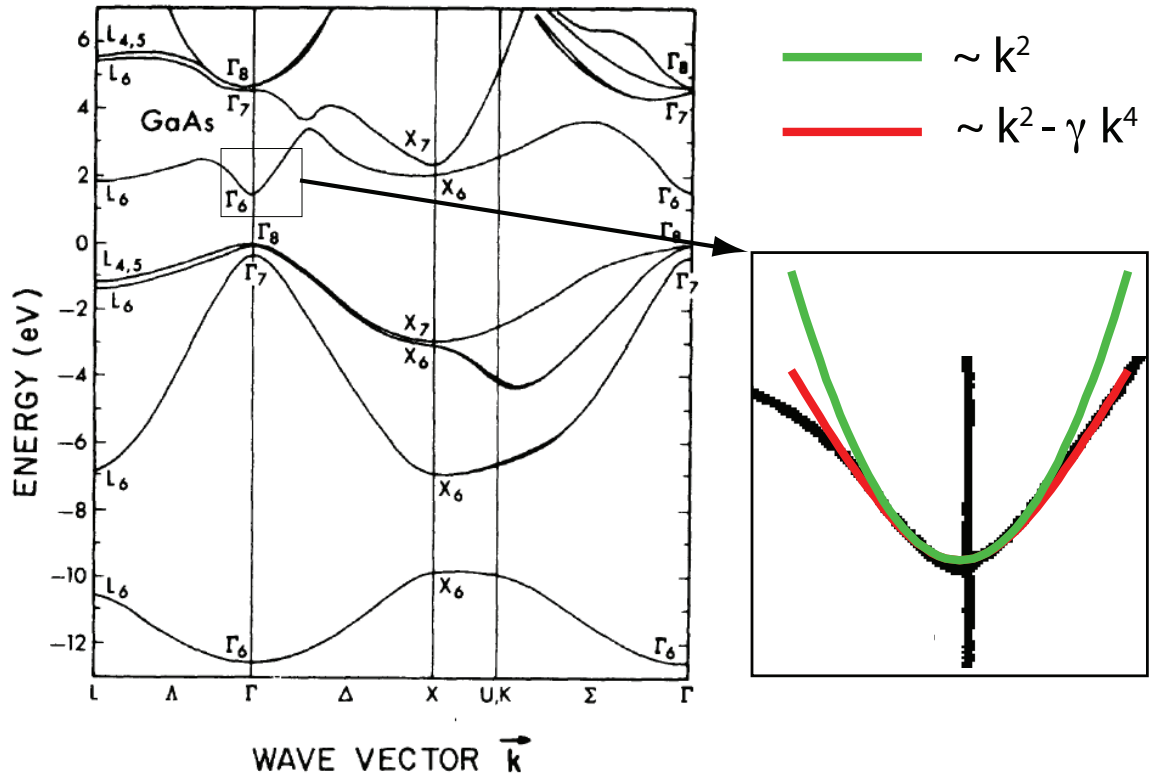 6
4
2
0
−2
−4
−6
−8
−10
−12
ENERGY (eV)
L4,5
L6
Γ8
Γ7
GaAs
L6
Γ6
X7
X6
Γ8
Γ7
Γ6
L4,5
L6
Γ8
Γ7
X7
X6
Γ8
Γ7
L6
X6
L6
Γ6
X6
Γ6
L Λ Γ Δ X U,K Σ Γ
WAVE VECTOR k
~ k²
~ k² - γ k⁴